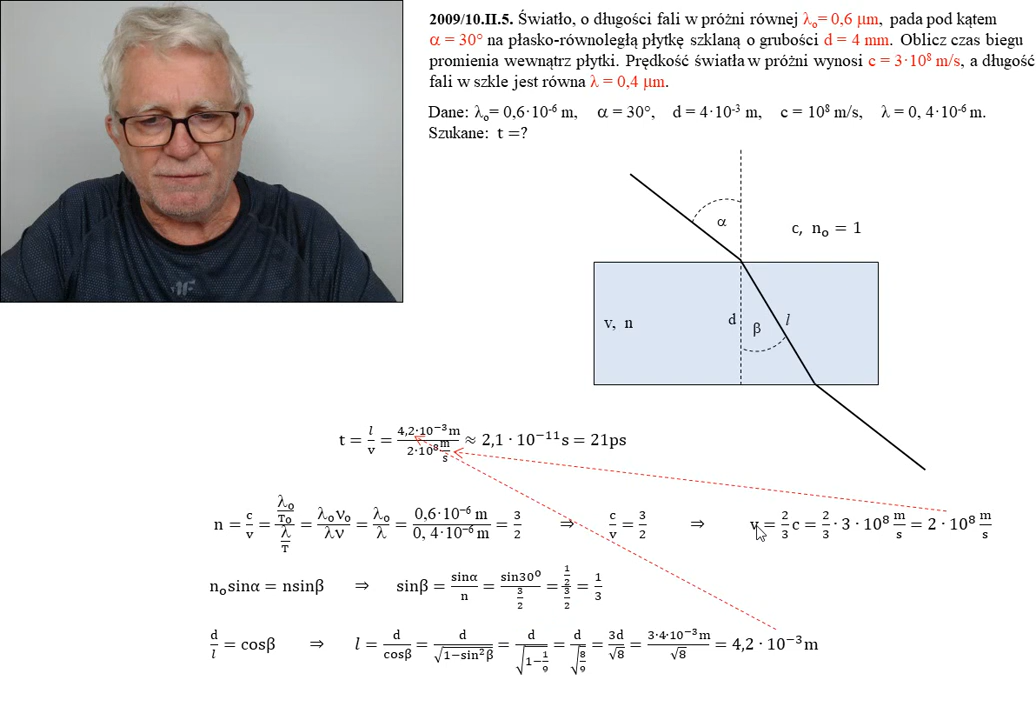 2009/10.II.5. Światło, o długości fali w próżni równej λₒ= 0,6 μm, pada pod kątem
α = 30° na płasko-równoległą płytkę szklaną o grubości d = 4 mm. Oblicz czas biegu
promienia wewnątrz płytki. Prędkość światła w próżni wynosi c = 3·10⁸ m/s, a długość
fali w szkle jest równa λ = 0,4 μm.
Dane: λₒ= 0,6·10⁻⁶ m, α = 30°, d = 4·10⁻³ m, c = 10⁸ m/s, λ = 0, 4·10⁻⁶ m.
Szukane: t =?
α
c, nₒ = 1
v, n
d
β
l
t = l/v = (4,2·10⁻³m)/(2·10⁸ m/s) ≈ 2,1 · 10⁻¹¹s = 21ps
n = c/v = (λₒ/Tₒ)/(λ/T) = λₒνₒ/λν = λₒ/λ = (0,6·10⁻⁶ m)/(0, 4·10⁻⁶ m) = 3/2 ⇒ c/v = 3/2 ⇒ v = 2/3 c = 2/3 · 3 · 10⁸ m/s = 2 · 10⁸ m/s
nₒsinα = nsinβ ⇒ sinβ = sinα/n = sin30⁰/(3/2) = (1/2)/(3/2) = 1/3
d/l = cosβ ⇒ l = d/cosβ = d/√(1−sin²β) = d/√(1−1/9) = d/√(8/9) = 3d/√8 = (3·4·10⁻³m)/√8 = 4,2 · 10⁻³m